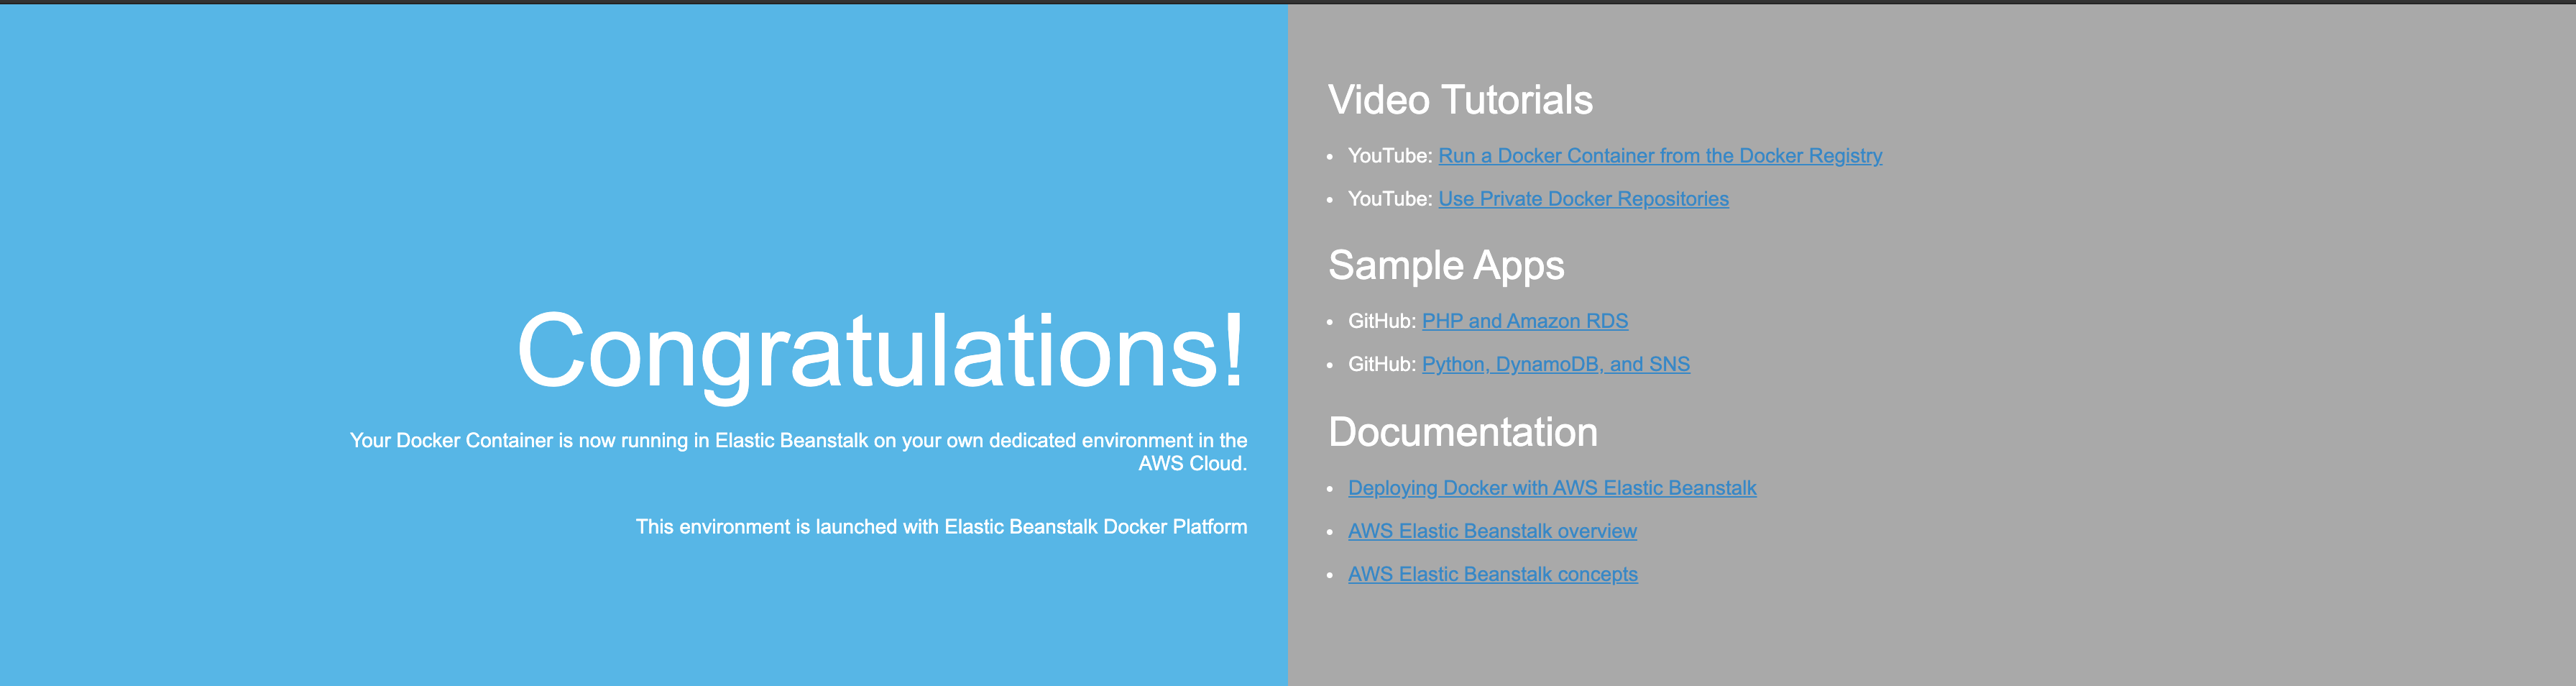 Congratulations!
Your Docker Container is now running in Elastic Beanstalk on your own dedicated environment in the
AWS Cloud.
This environment is launched with Elastic Beanstalk Docker Platform
Video Tutorials
YouTube: Run a Docker Container from the Docker Registry
YouTube: Use Private Docker Repositories
Sample Apps
GitHub: PHP and Amazon RDS
GitHub: Python, DynamoDB, and SNS
Documentation
Deploying Docker with AWS Elastic Beanstalk
AWS Elastic Beanstalk overview
AWS Elastic Beanstalk concepts